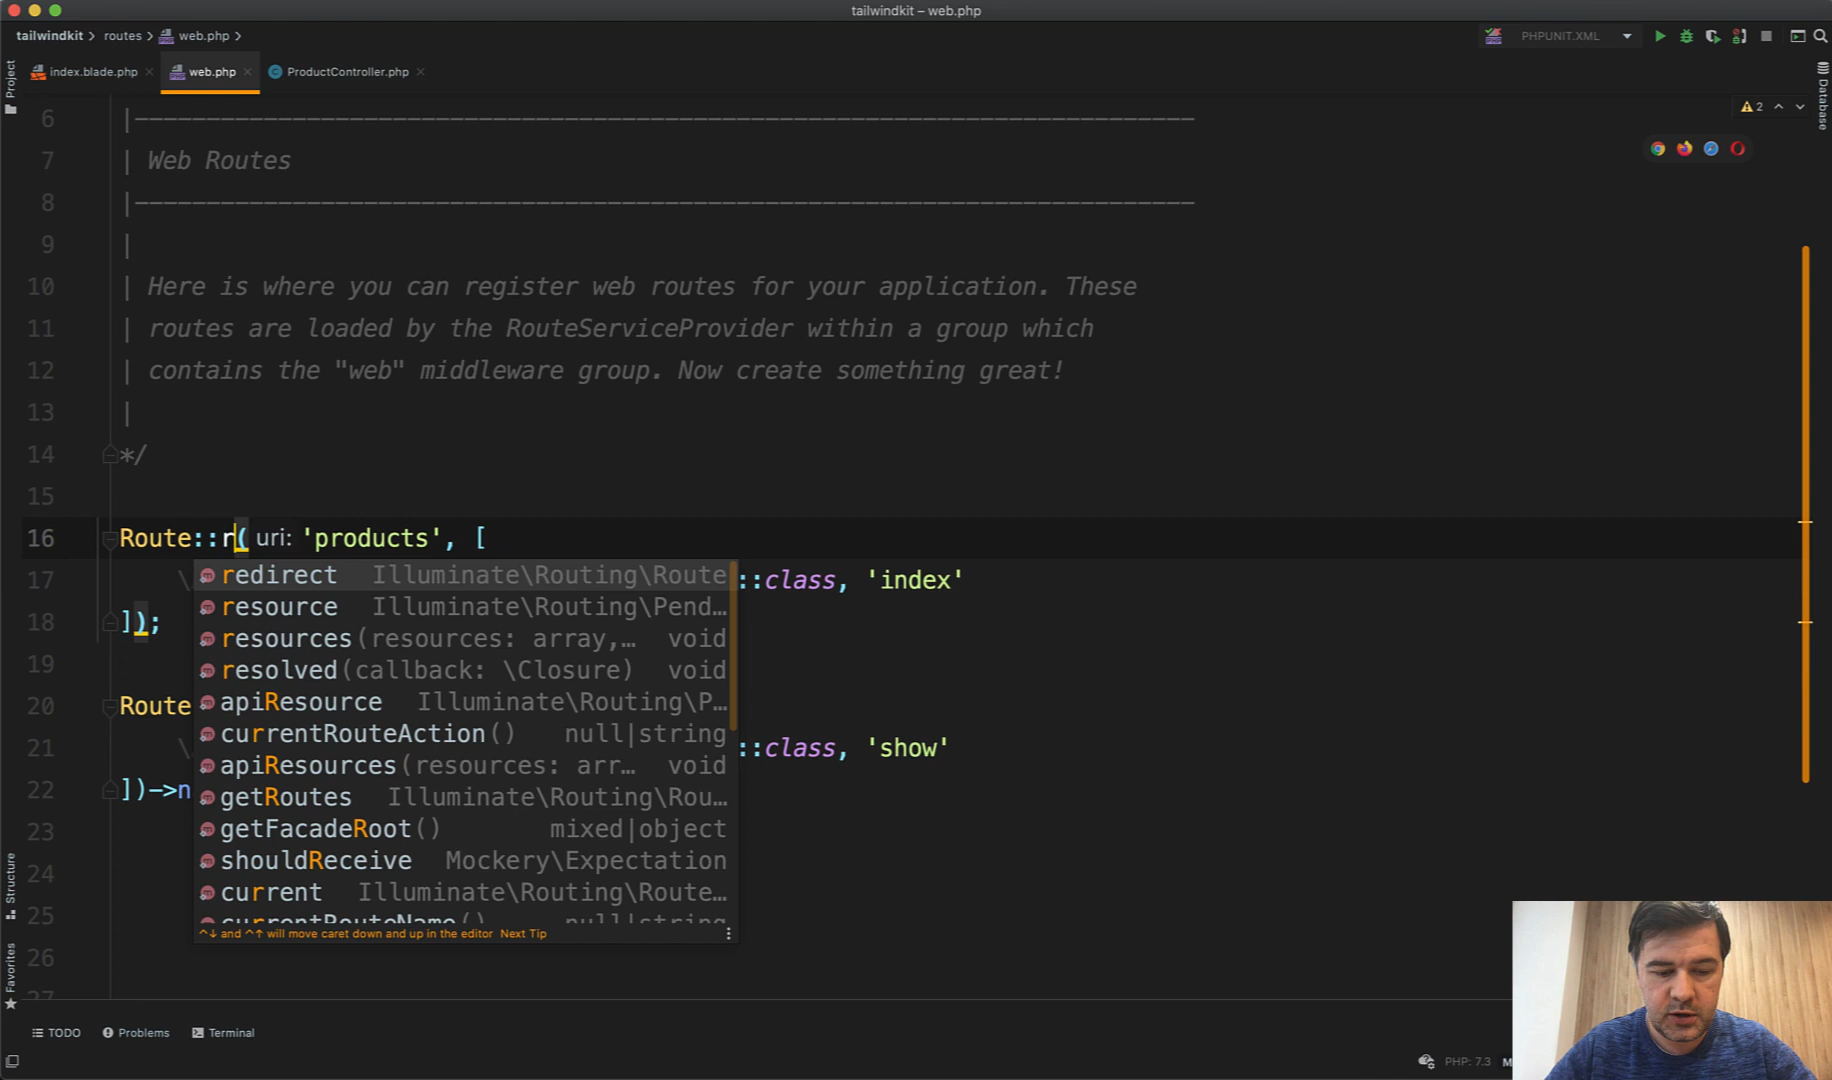 tailwindkit – web.php
tailwindkit routes web.php
PHPUNIT.XML
index.blade.php web.php ProductController.php
Project
Database
2
6 |--------------------------------------------------------------------------
7 | Web Routes
8 |--------------------------------------------------------------------------
9 |
10 | Here is where you can register web routes for your application. These
11 | routes are loaded by the RouteServiceProvider within a group which
12 | contains the "web" middleware group. Now create something great!
13 |
14 */
15
16 Route::r( uri: 'products', [
17 \ ::class, 'index'
18 ]);
19
20 Route
21 \ ::class, 'show'
22 ])->n
23
24
25
26
27
redirect Illuminate\Routing\Route
resource Illuminate\Routing\Pend…
resources(resources: array,… void
resolved(callback: \Closure) void
apiResource Illuminate\Routing\P…
currentRouteAction() null|string
apiResources(resources: arr… void
getRoutes Illuminate\Routing\Rou…
getFacadeRoot() mixed|object
shouldReceive Mockery\Expectation
current Illuminate\Routing\Route…
currentRouteName() null|string
^↓ and ^↑ will move caret down and up in the editor Next Tip
Structure
Favorites
TODO Problems Terminal
PHP: 7.3